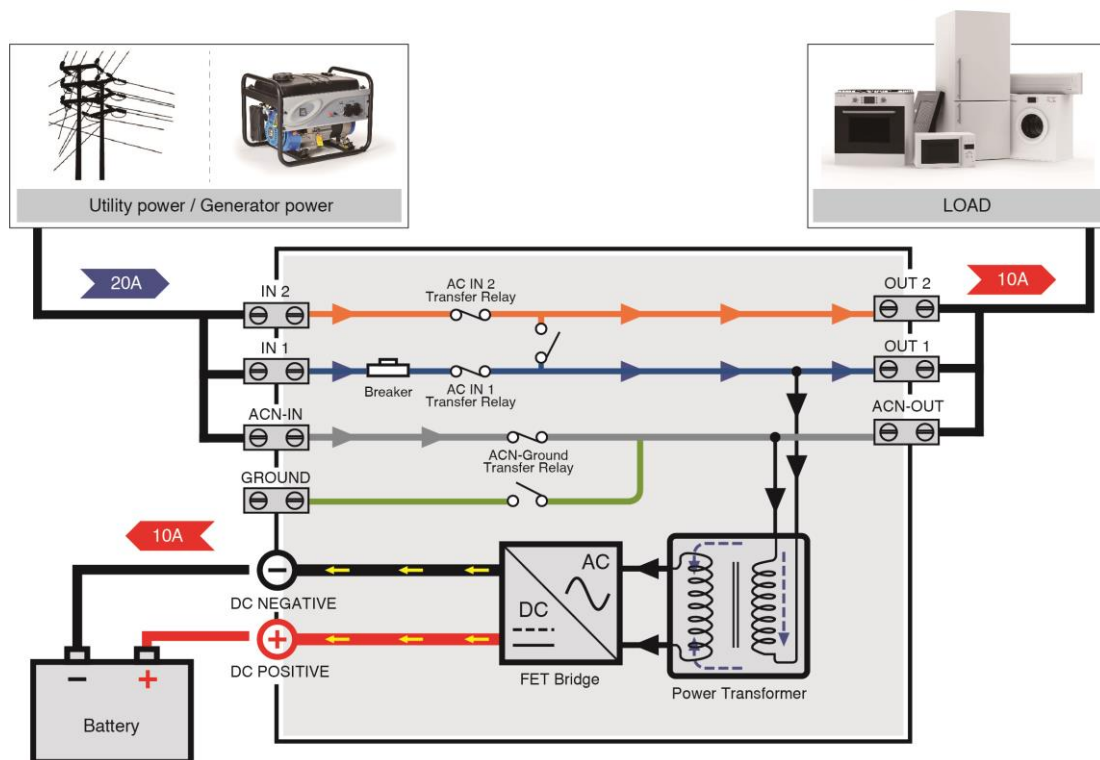 Utility power / Generator power
LOAD
20A
IN 2
AC IN 2
Transfer Relay
OUT 2
10A
IN 1
Breaker
AC IN 1
Transfer Relay
OUT 1
ACN-IN
ACN-Ground
Transfer Relay
ACN-OUT
GROUND
10A
−
DC NEGATIVE
+
DC POSITIVE
AC
DC
FET Bridge
Power Transformer
− +
Battery